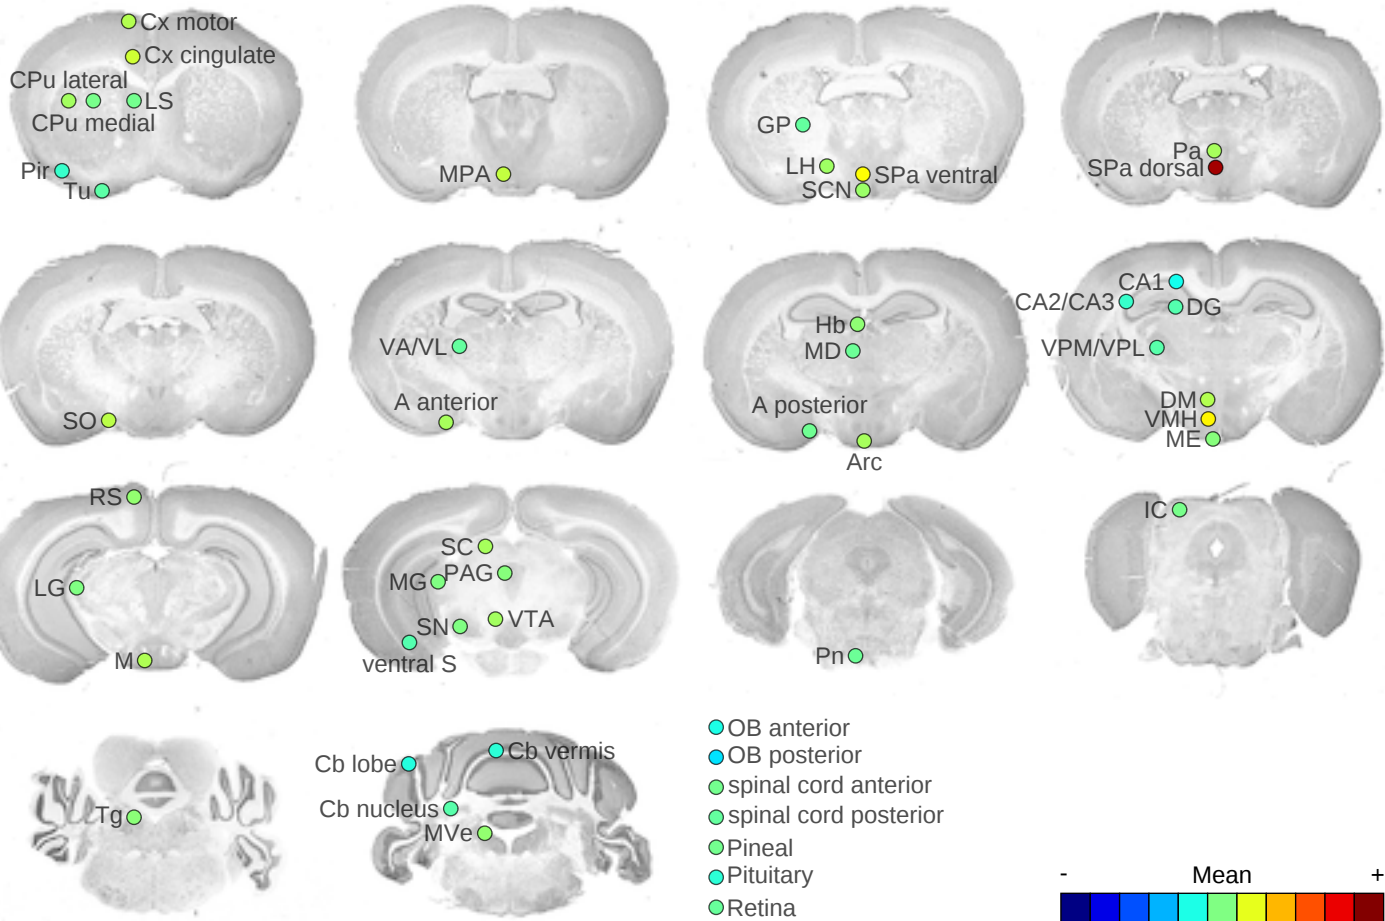 Cx motor
Cx cingulate
CPu lateral
LS
CPu medial
Pir
Tu
MPA
GP
LH
SPa ventral
SCN
Pa
SPa dorsal
SO
VA/VL
A anterior
Hb
MD
A posterior
Arc
CA1
CA2/CA3
DG
VPM/VPL
DM
VMH
ME
RS
LG
M
SC
MG
PAG
SN
VTA
ventral S
Pn
IC
Tg
Cb lobe
Cb vermis
Cb nucleus
MVe
OB anterior
OB posterior
spinal cord anterior
spinal cord posterior
Pineal
Pituitary
Retina
- Mean +